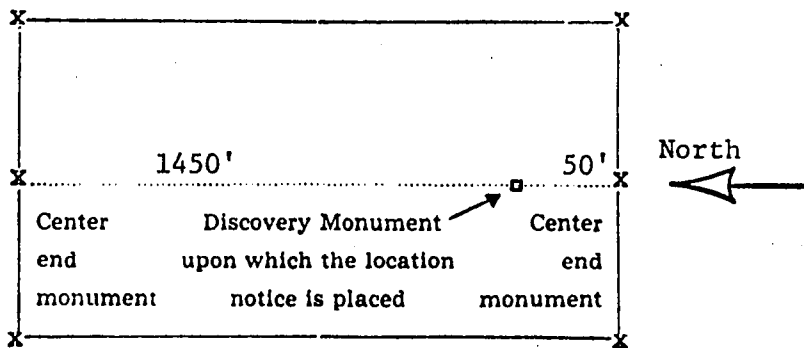 1450'
50'
North
Center Discovery Monument Center
end upon which the location end
monument notice is placed monument